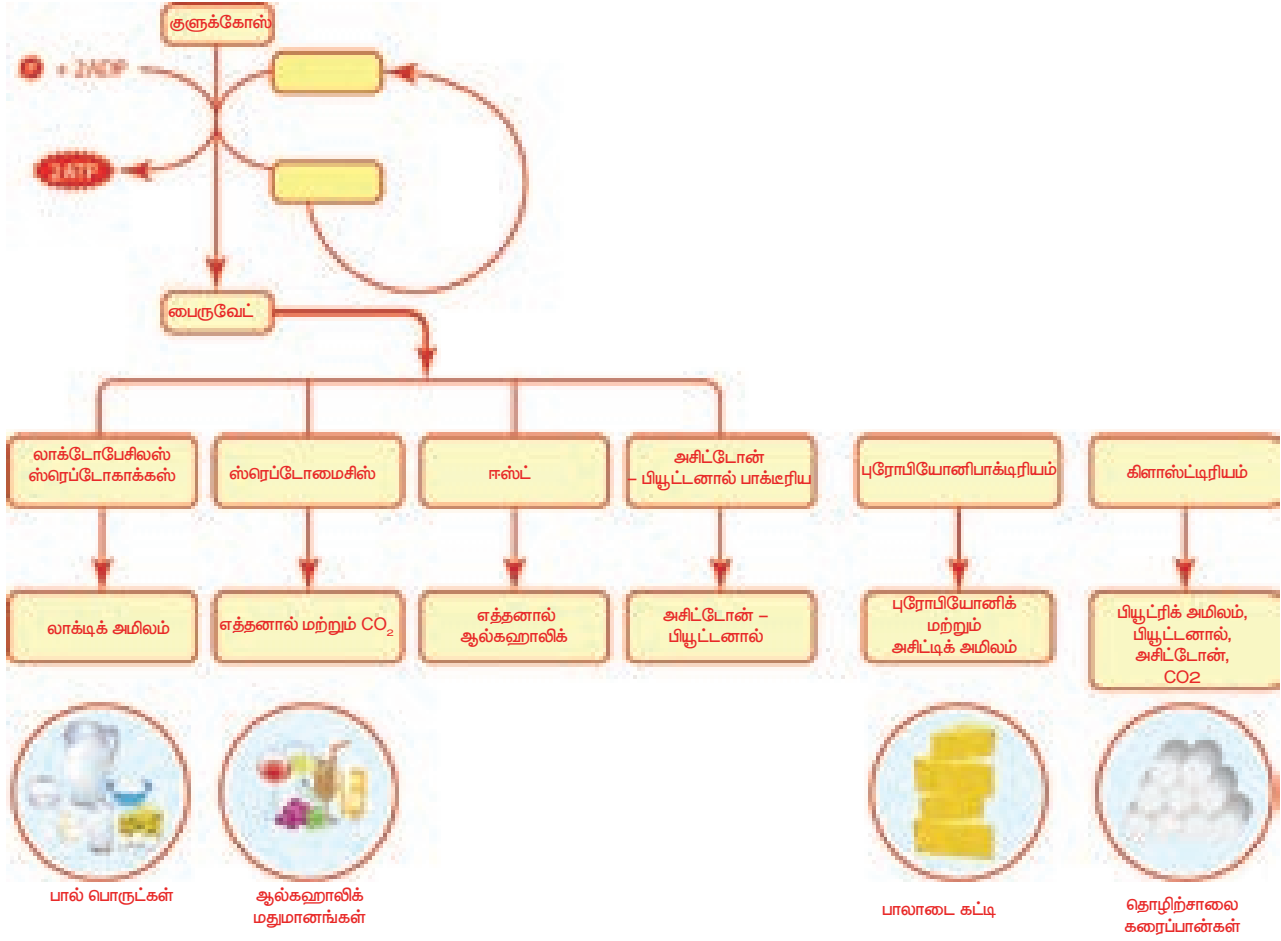 குளுக்கோஸ்
P + 2ADP
2ATP
பைருவேட்
லாக்டோபேசிலஸ்
ஸ்ரெப்டோகாக்கஸ்
ஸ்ரெப்டோமைசிஸ்
ஈஸ்ட்
அசிட்டோன்
– பியூட்டனால் பாக்டீரிய
புரோபியோனிபாக்டிரியம்
கிளாஸ்ட்டிரியம்
லாக்டிக் அமிலம்
எத்தனால் மற்றும் CO₂
எத்தனால்
ஆல்கஹாலிக்
அசிட்டோன் –
பியூட்டனால்
புரோபியோனிக்
மற்றும்
அசிட்டிக் அமிலம்
பியூட்ரிக் அமிலம்,
பியூட்டனால்,
அசிட்டோன்,
CO2
பால் பொருட்கள்
ஆல்கஹாலிக்
மதுமானங்கள்
பாலாடை கட்டி
தொழிற்சாலை
கரைப்பான்கள்